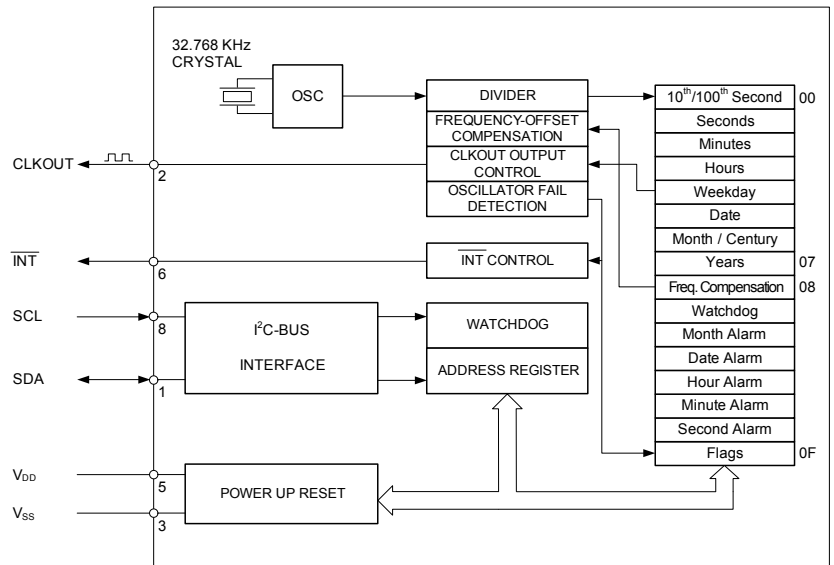 32.768 KHz
CRYSTAL
OSC
DIVIDER
FREQUENCY-OFFSET
COMPENSATION
CLKOUT OUTPUT
CONTROL
OSCILLATOR FAIL
DETECTION
CLKOUT
2
INT
6
INT CONTROL
SCL
8
SDA
1
I²C-BUS
INTERFACE
WATCHDOG
ADDRESS REGISTER
VDD
5
VSS
3
POWER UP RESET
10th/100th Second 00
Seconds
Minutes
Hours
Weekday
Date
Month / Century
Years 07
Freq. Compensation 08
Watchdog
Month Alarm
Date Alarm
Hour Alarm
Minute Alarm
Second Alarm
Flags 0F